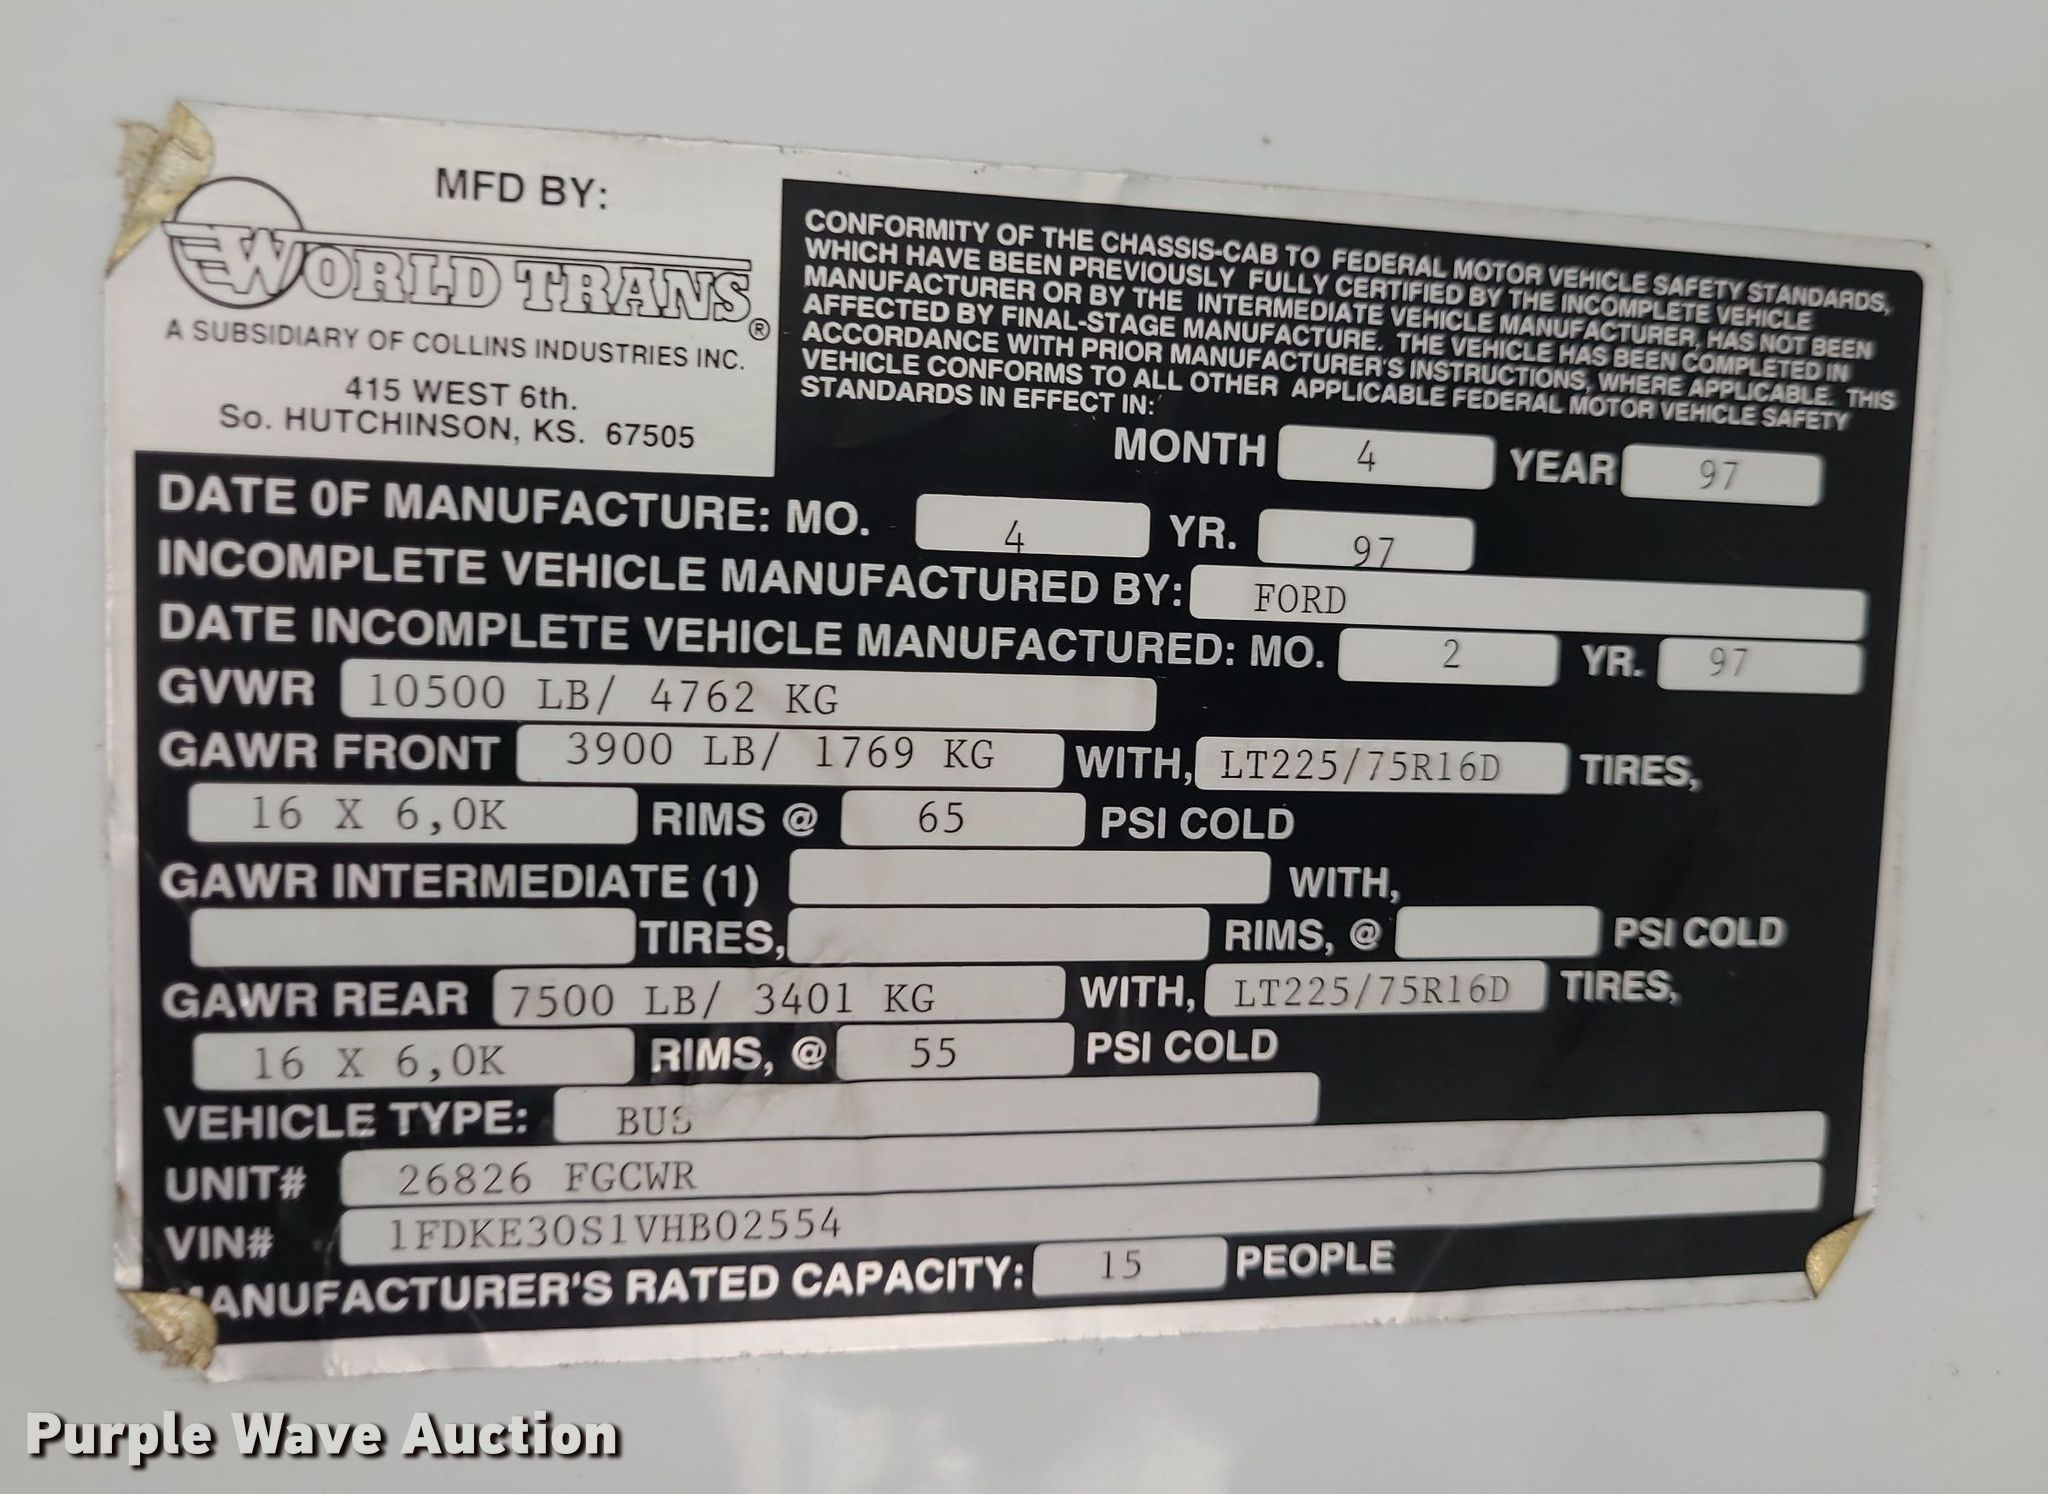 MFD BY:
WORLD TRANS®
A SUBSIDIARY OF COLLINS INDUSTRIES INC.
415 WEST 6th.
So. HUTCHINSON, KS. 67505
CONFORMITY OF THE CHASSIS-CAB TO FEDERAL MOTOR VEHICLE SAFETY STANDARDS,
WHICH HAVE BEEN PREVIOUSLY FULLY CERTIFIED BY THE INCOMPLETE VEHICLE
MANUFACTURER OR BY THE INTERMEDIATE VEHICLE MANUFACTURER, HAS NOT BEEN
AFFECTED BY FINAL-STAGE MANUFACTURE. THE VEHICLE HAS BEEN COMPLETED IN
ACCORDANCE WITH PRIOR MANUFACTURER'S INSTRUCTIONS, WHERE APPLICABLE. THIS
VEHICLE CONFORMS TO ALL OTHER APPLICABLE FEDERAL MOTOR VEHICLE SAFETY
STANDARDS IN EFFECT IN:
MONTH 4 YEAR 97
DATE OF MANUFACTURE: MO. 4 YR. 97
INCOMPLETE VEHICLE MANUFACTURED BY: FORD
DATE INCOMPLETE VEHICLE MANUFACTURED: MO. 2 YR. 97
GVWR 10500 LB/ 4762 KG
GAWR FRONT 3900 LB/ 1769 KG WITH, LT225/75R16D TIRES,
16 X 6,0K RIMS @ 65 PSI COLD
GAWR INTERMEDIATE (1) WITH,
TIRES, RIMS, @ PSI COLD
GAWR REAR 7500 LB/ 3401 KG WITH, LT225/75R16D TIRES,
16 X 6,0K RIMS, @ 55 PSI COLD
VEHICLE TYPE: BUS
UNIT# 26826 FGCWR
VIN# 1FDKE30S1VHB02554
MANUFACTURER'S RATED CAPACITY: 15 PEOPLE
Purple Wave Auction